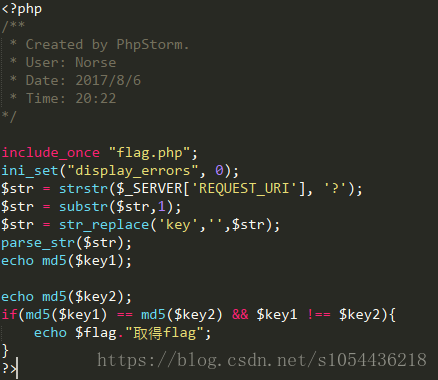 <?php
/**
 * Created by PhpStorm.
 * User: Norse
 * Date: 2017/8/6
 * Time: 20:22
*/
include_once "flag.php";
ini_set("display_errors", 0);
$str = strstr($_SERVER['REQUEST_URI'], '?');
$str = substr($str,1);
$str = str_replace('key','',$str);
parse_str($str);
echo md5($key1);
echo md5($key2);
if(md5($key1) == md5($key2) && $key1 !== $key2){
    echo $flag."取得flag";
}
?>
https://blog.csdn.net/s1054436218